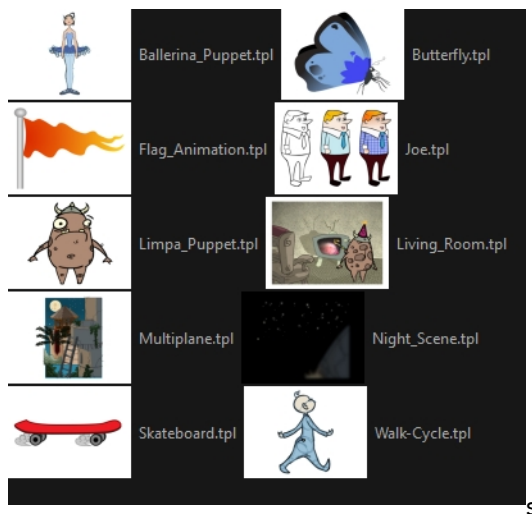 Ballerina_Puppet.tpl Butterfly.tpl
Flag_Animation.tpl Joe.tpl
Limpa_Puppet.tpl Living_Room.tpl
Multiplane.tpl Night_Scene.tpl
Skateboard.tpl Walk-Cycle.tpl
s